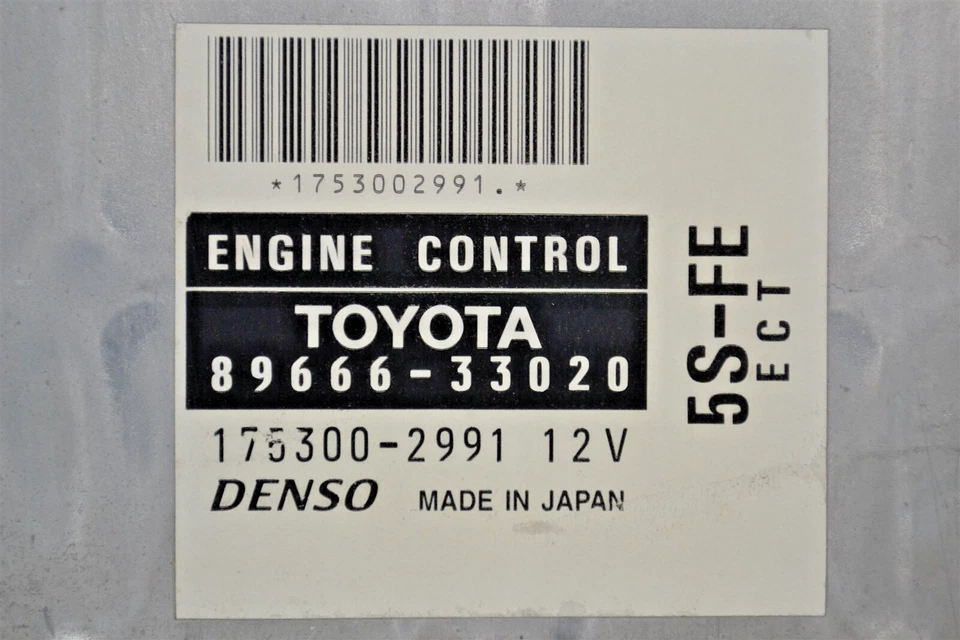 *1753002991.*
ENGINE CONTROL
TOYOTA
89666-33020
175300-2991 12V
DENSO MADE IN JAPAN
5S-FE
ECT